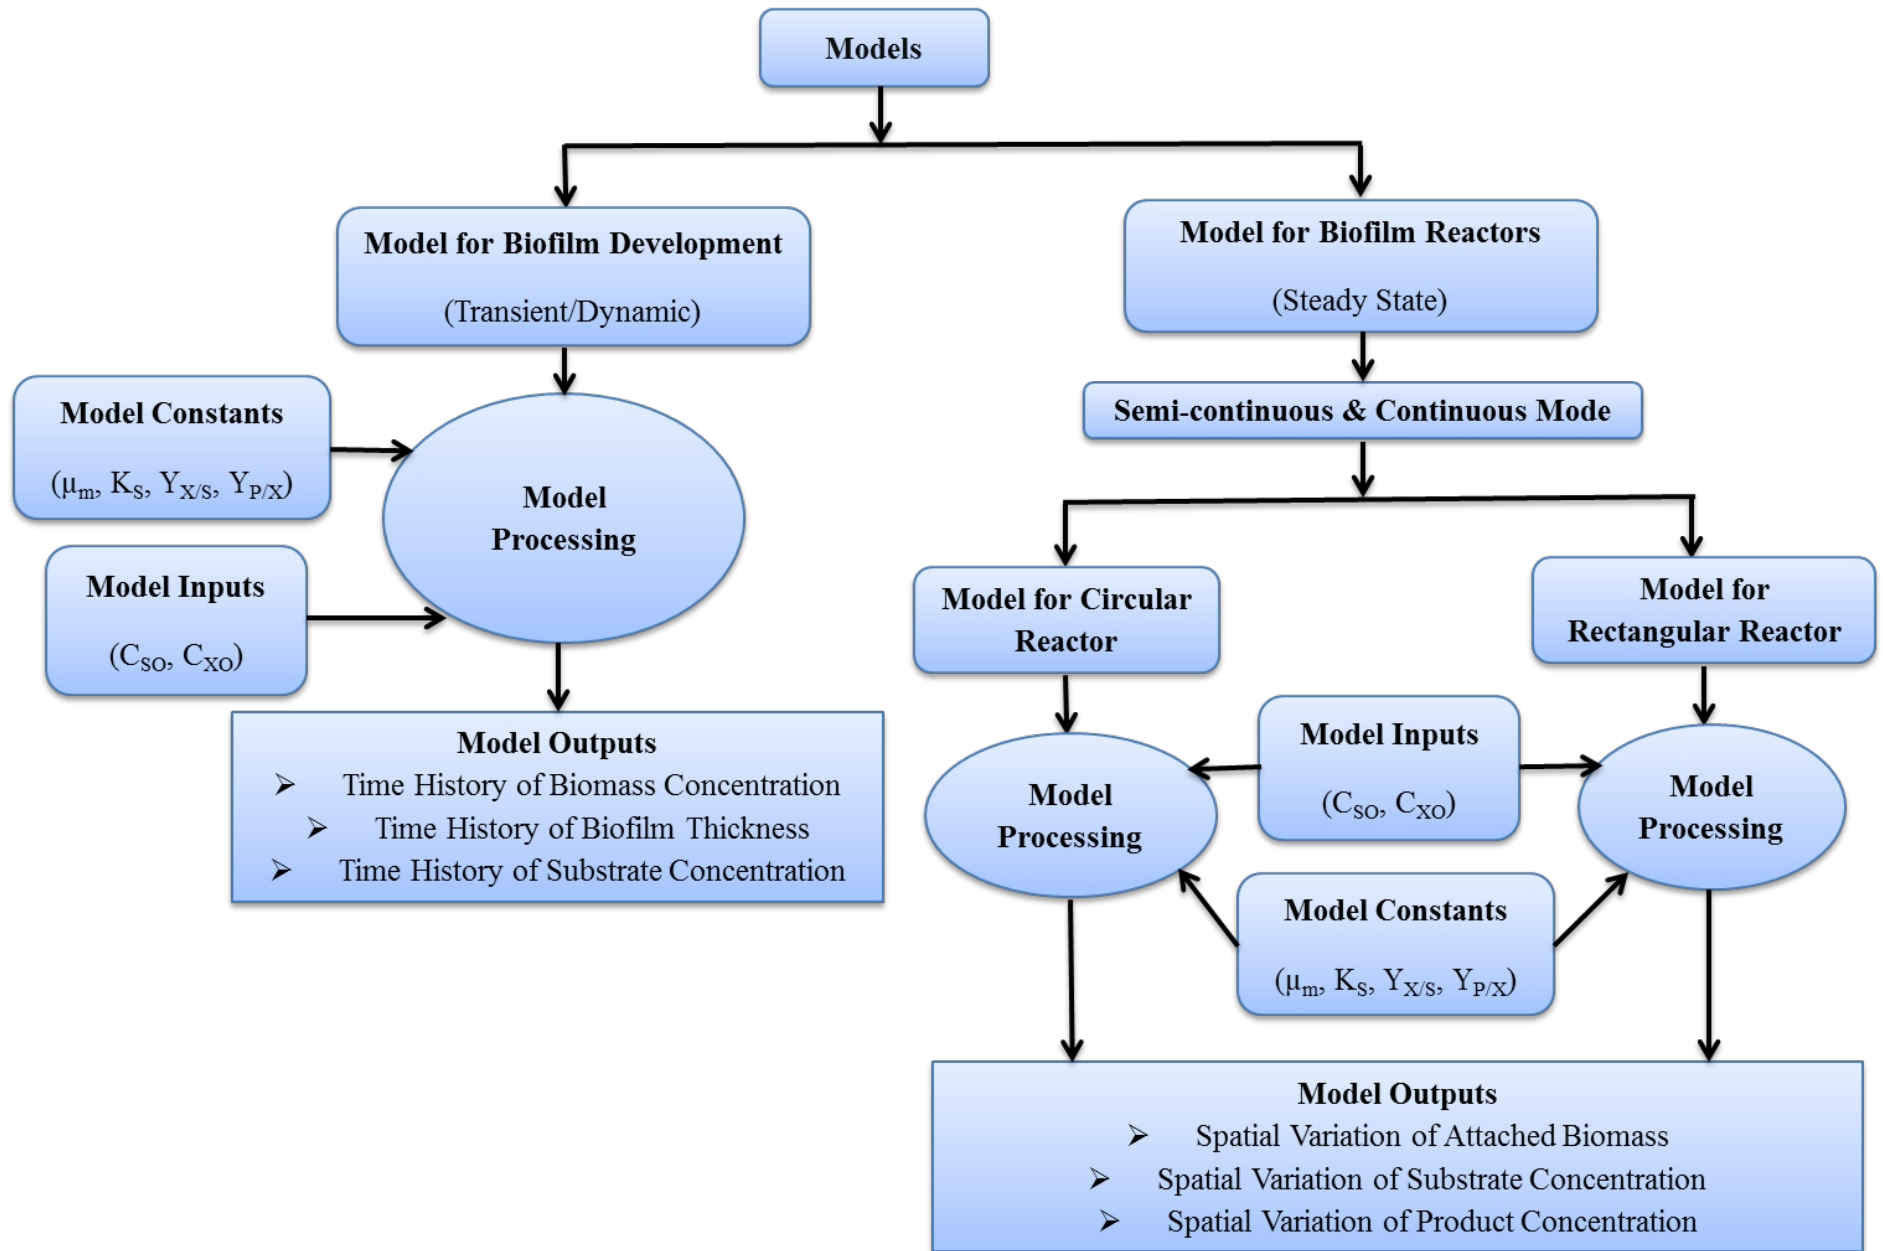 Models
Model for Biofilm Development
(Transient/Dynamic)
Model for Biofilm Reactors
(Steady State)
Model Constants
(μm, KS, YX/S, YP/X)
Model
Processing
Semi-continuous & Continuous Mode
Model Inputs
(CSO, CXO)
Model for Circular
Reactor
Model for
Rectangular Reactor
Model Outputs
➢ Time History of Biomass Concentration
➢ Time History of Biofilm Thickness
➢ Time History of Substrate Concentration
Model
Processing
Model Inputs
(CSO, CXO)
Model
Processing
Model Constants
(μm, KS, YX/S, YP/X)
Model Outputs
➢ Spatial Variation of Attached Biomass
➢ Spatial Variation of Substrate Concentration
➢ Spatial Variation of Product Concentration